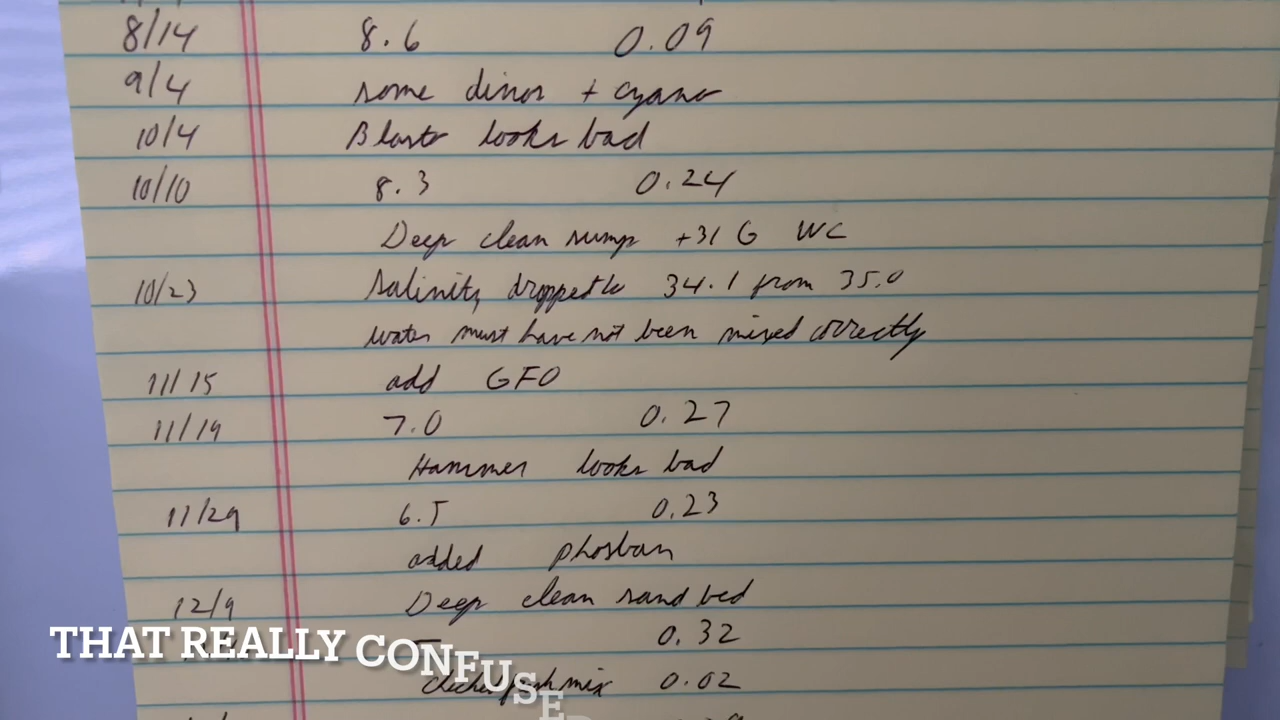 8/14 8.6 0.09
9/4 some dinos + cyano
10/4 Blasto looks bad
10/10 8.3 0.24
Deep clean sump +31 G WC
10/23 Salinity dropped to 34.1 from 35.0
water must have not been mixed correctly
11/15 add GFO
11/19 7.0 0.27
Hammer looks bad
11/29 6.5 0.23
added phosban
12/9 Deep clean sand bed
0.32
mix 0.02
THAT REALLY CONFUSED